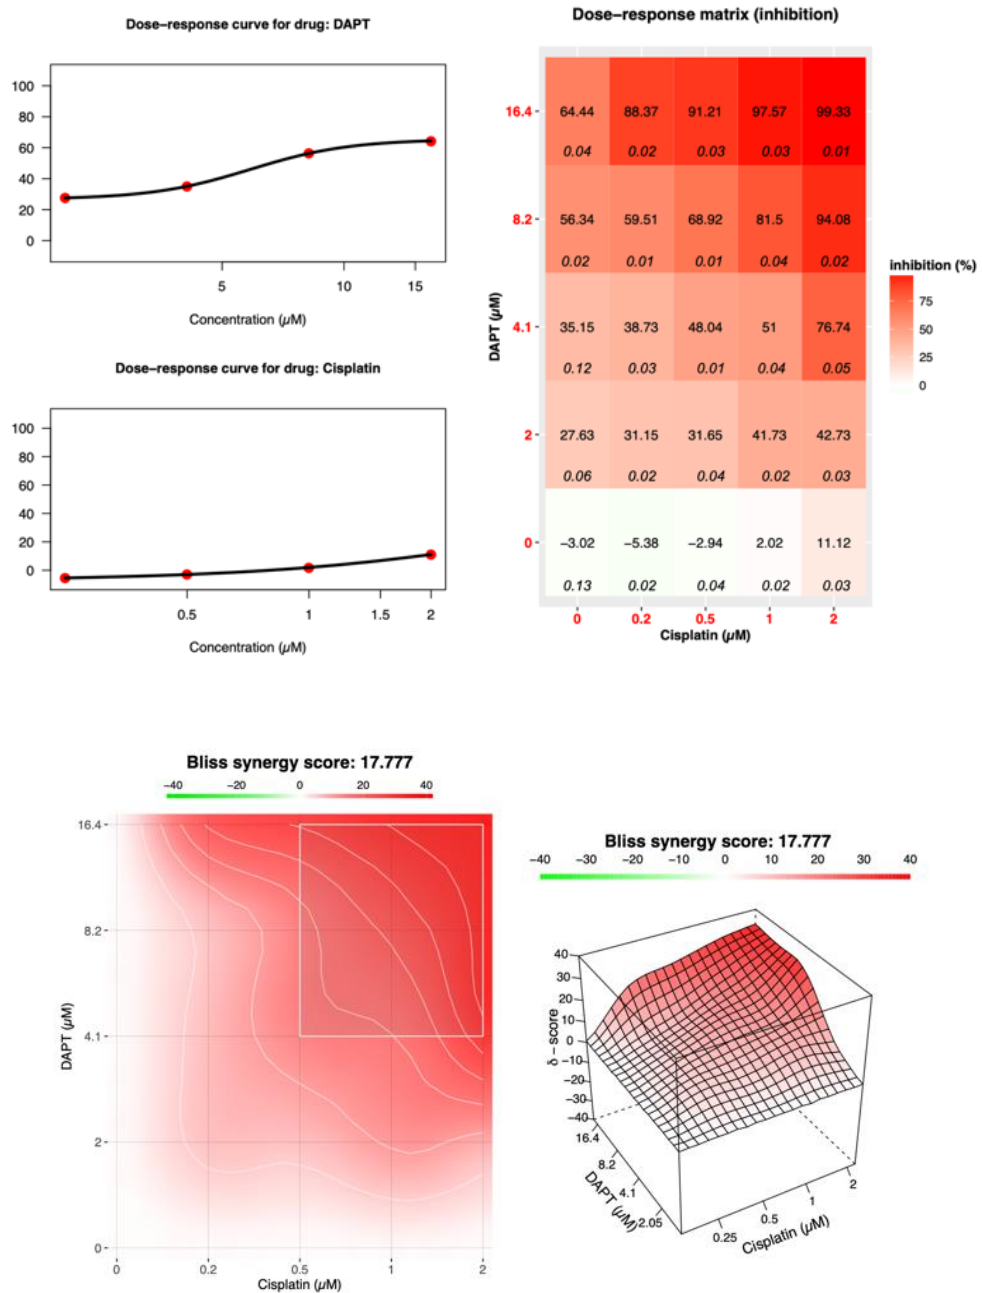 Dose–response curve for drug: DAPT
100
80
60
40
20
0
5 10 15
Concentration (µM)
Dose–response curve for drug: Cisplatin
100
80
60
40
20
0
0.5 1 1.5 2
Concentration (µM)
Dose–response matrix (inhibition)
DAPT (µM)
16.4 64.44 88.37 91.21 97.57 99.33
0.04 0.02 0.03 0.03 0.01
8.2 56.34 59.51 68.92 81.5 94.08
0.02 0.01 0.01 0.04 0.02
4.1 35.15 38.73 48.04 51 76.74
0.12 0.03 0.01 0.04 0.05
2 27.63 31.15 31.65 41.73 42.73
0.06 0.02 0.04 0.02 0.03
0 −3.02 −5.38 −2.94 2.02 11.12
0.13 0.02 0.04 0.02 0.03
0 0.2 0.5 1 2
Cisplatin (µM)
inhibition (%)
75
50
25
0
Bliss synergy score: 17.777
−40 −20 0 20 40
DAPT (µM)
16.4
8.2
4.1
2
0
0 0.2 0.5 1 2
Cisplatin (µM)
Bliss synergy score: 17.777
−40 −30 −20 −10 0 10 20 30 40
δ − score
40
30
20
10
0
−10
−20
−30
−40
16.4
8.2
4.1
2.05
DAPT (µM)
0.25 0.5 1 2
Cisplatin (µM)